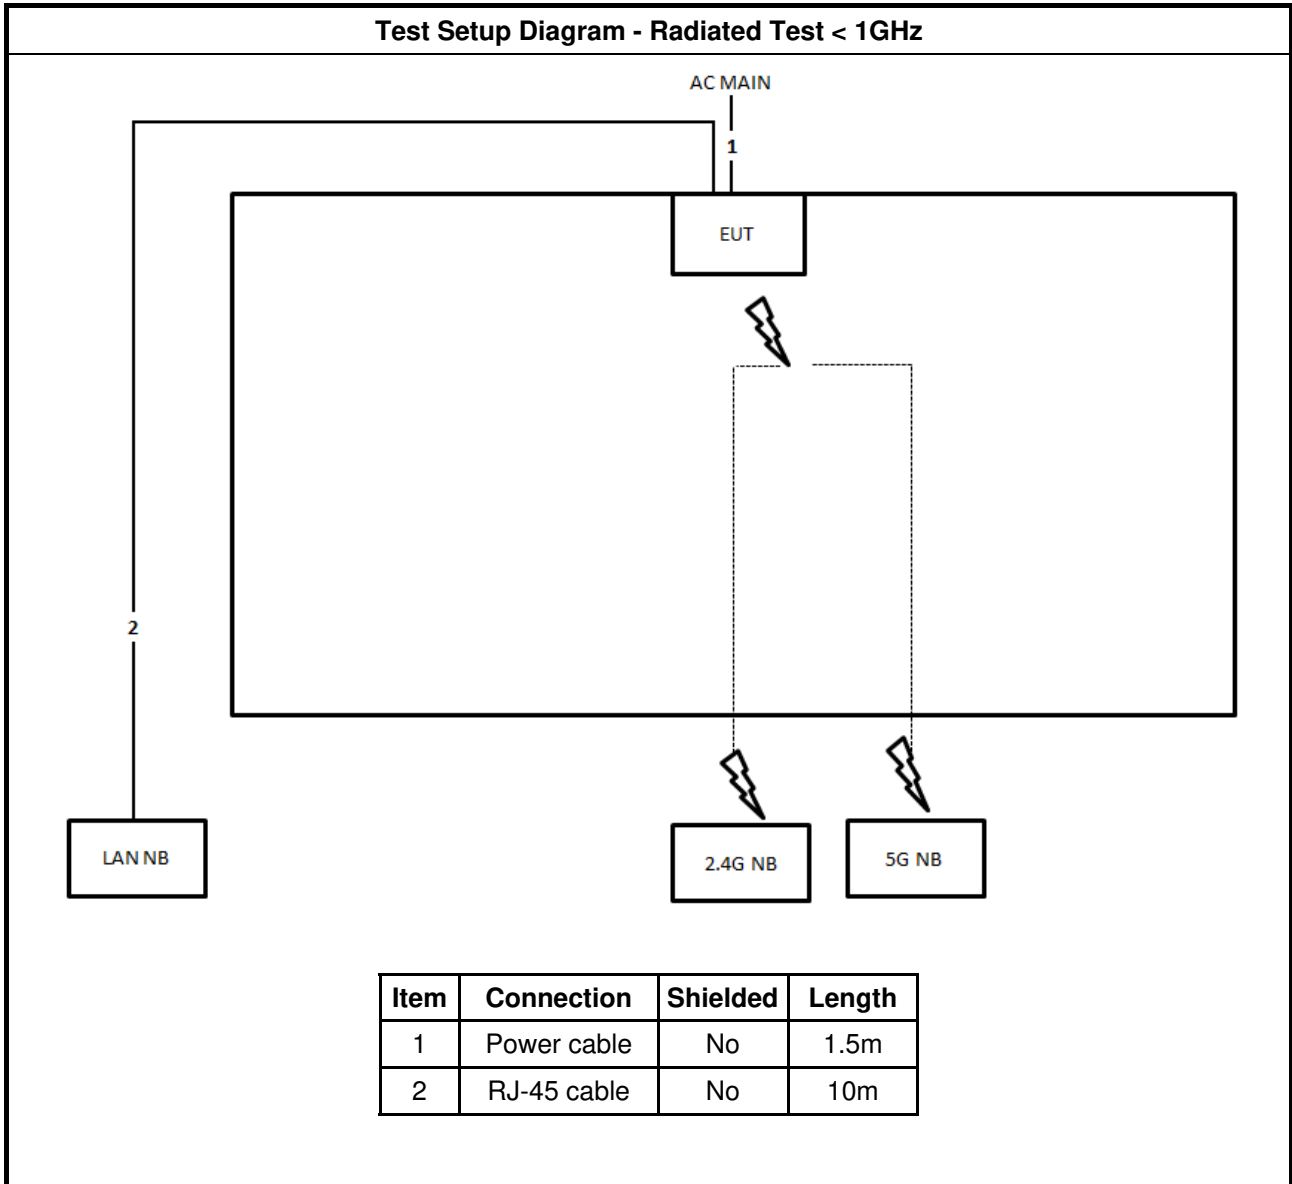 Test Setup Diagram - Radiated Test < 1GHz
AC MAIN
1
EUT
2
LAN NB
2.4G NB
5G NB
Item Connection Shielded Length
1 Power cable No 1.5m
2 RJ-45 cable No 10m